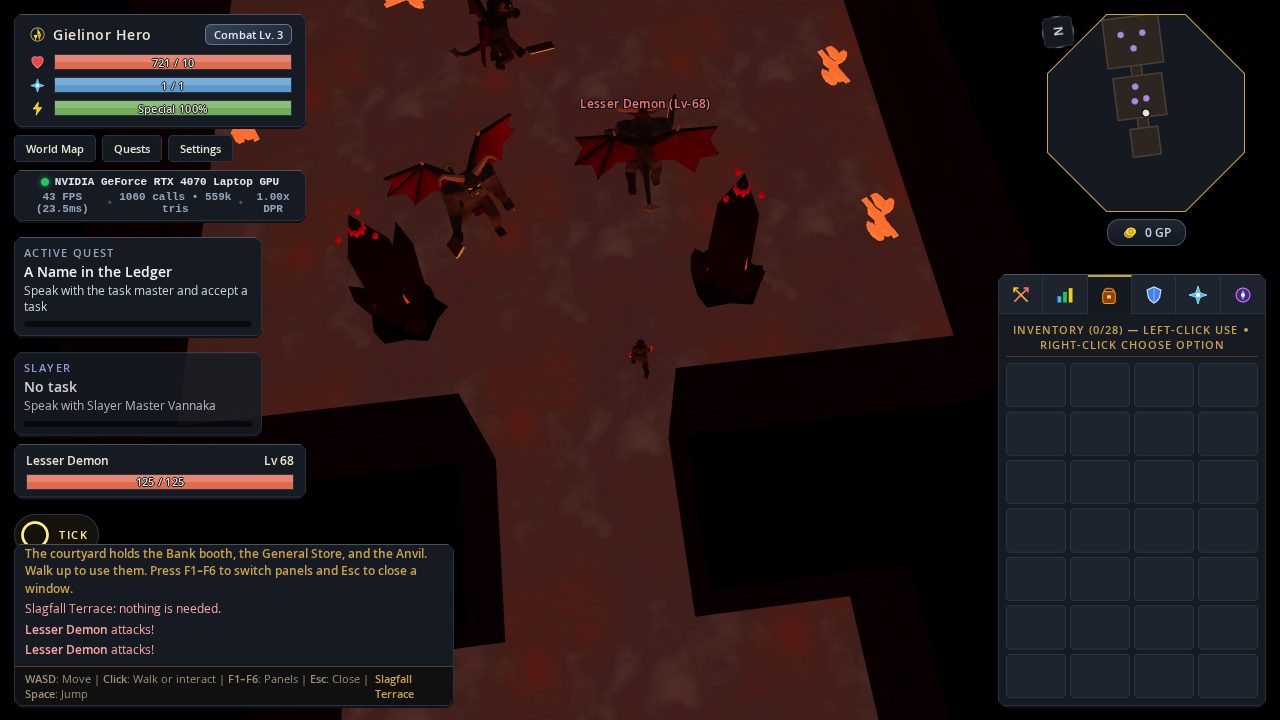 Gielinor Hero
Combat Lv. 3
721 / 10
1 / 1
Special 100%
World Map
Quests
Settings
NVIDIA GeForce RTX 4070 Laptop GPU
43 FPS (23.5ms) • 1060 calls • 559k tris • 1.00x DPR
ACTIVE QUEST
A Name in the Ledger
Speak with the task master and accept a
task
SLAYER
No task
Speak with Slayer Master Vannaka
Lesser Demon Lv 68
125 / 125
TICK
The courtyard holds the Bank booth, the General Store, and the Anvil.
Walk up to use them. Press F1–F6 to switch panels and Esc to close a
window.
Slagfall Terrace: nothing is needed.
Lesser Demon attacks!
Lesser Demon attacks!
WASD: Move | Click: Walk or interact | F1–F6: Panels | Esc: Close |
Space: Jump
Slagfall
Terrace
Lesser Demon (Lv-68)
N
0 GP
INVENTORY (0/28) — LEFT-CLICK USE •
RIGHT-CLICK CHOOSE OPTION